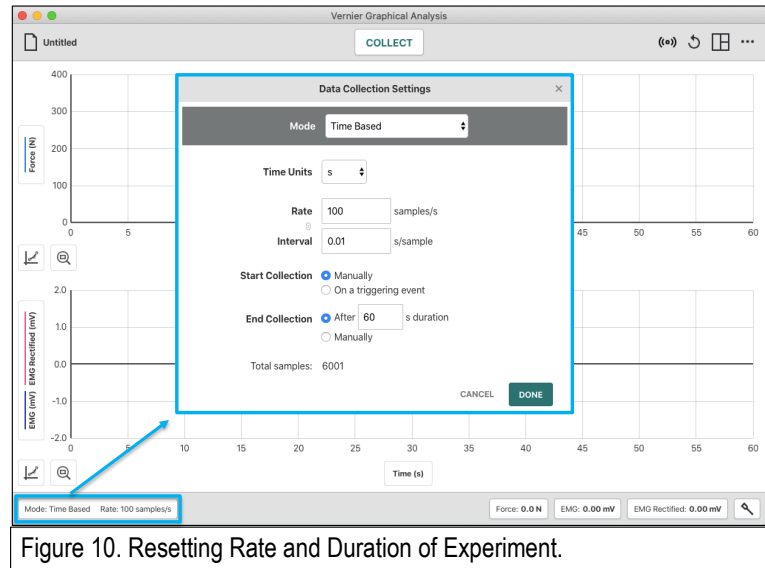 Vernier Graphical Analysis
Untitled
COLLECT
400
300
200
100
0
Force (N)
0 5 45 50 55 60
Data Collection Settings ×
Mode Time Based
Time Units s
Rate 100 samples/s
Interval 0.01 s/sample
Start Collection Manually
On a triggering event
End Collection After 60 s duration
Manually
Total samples: 6001
CANCEL DONE
2.0
1.0
0.0
-1.0
-2.0
EMG Rectified (mV)
EMG (mV)
0 5 10 15 20 25 30 35 40 45 50 55 60
Time (s)
Mode: Time Based Rate: 100 samples/s
Force: 0.0 N EMG: 0.00 mV EMG Rectified: 0.00 mV
Figure 10. Resetting Rate and Duration of Experiment.